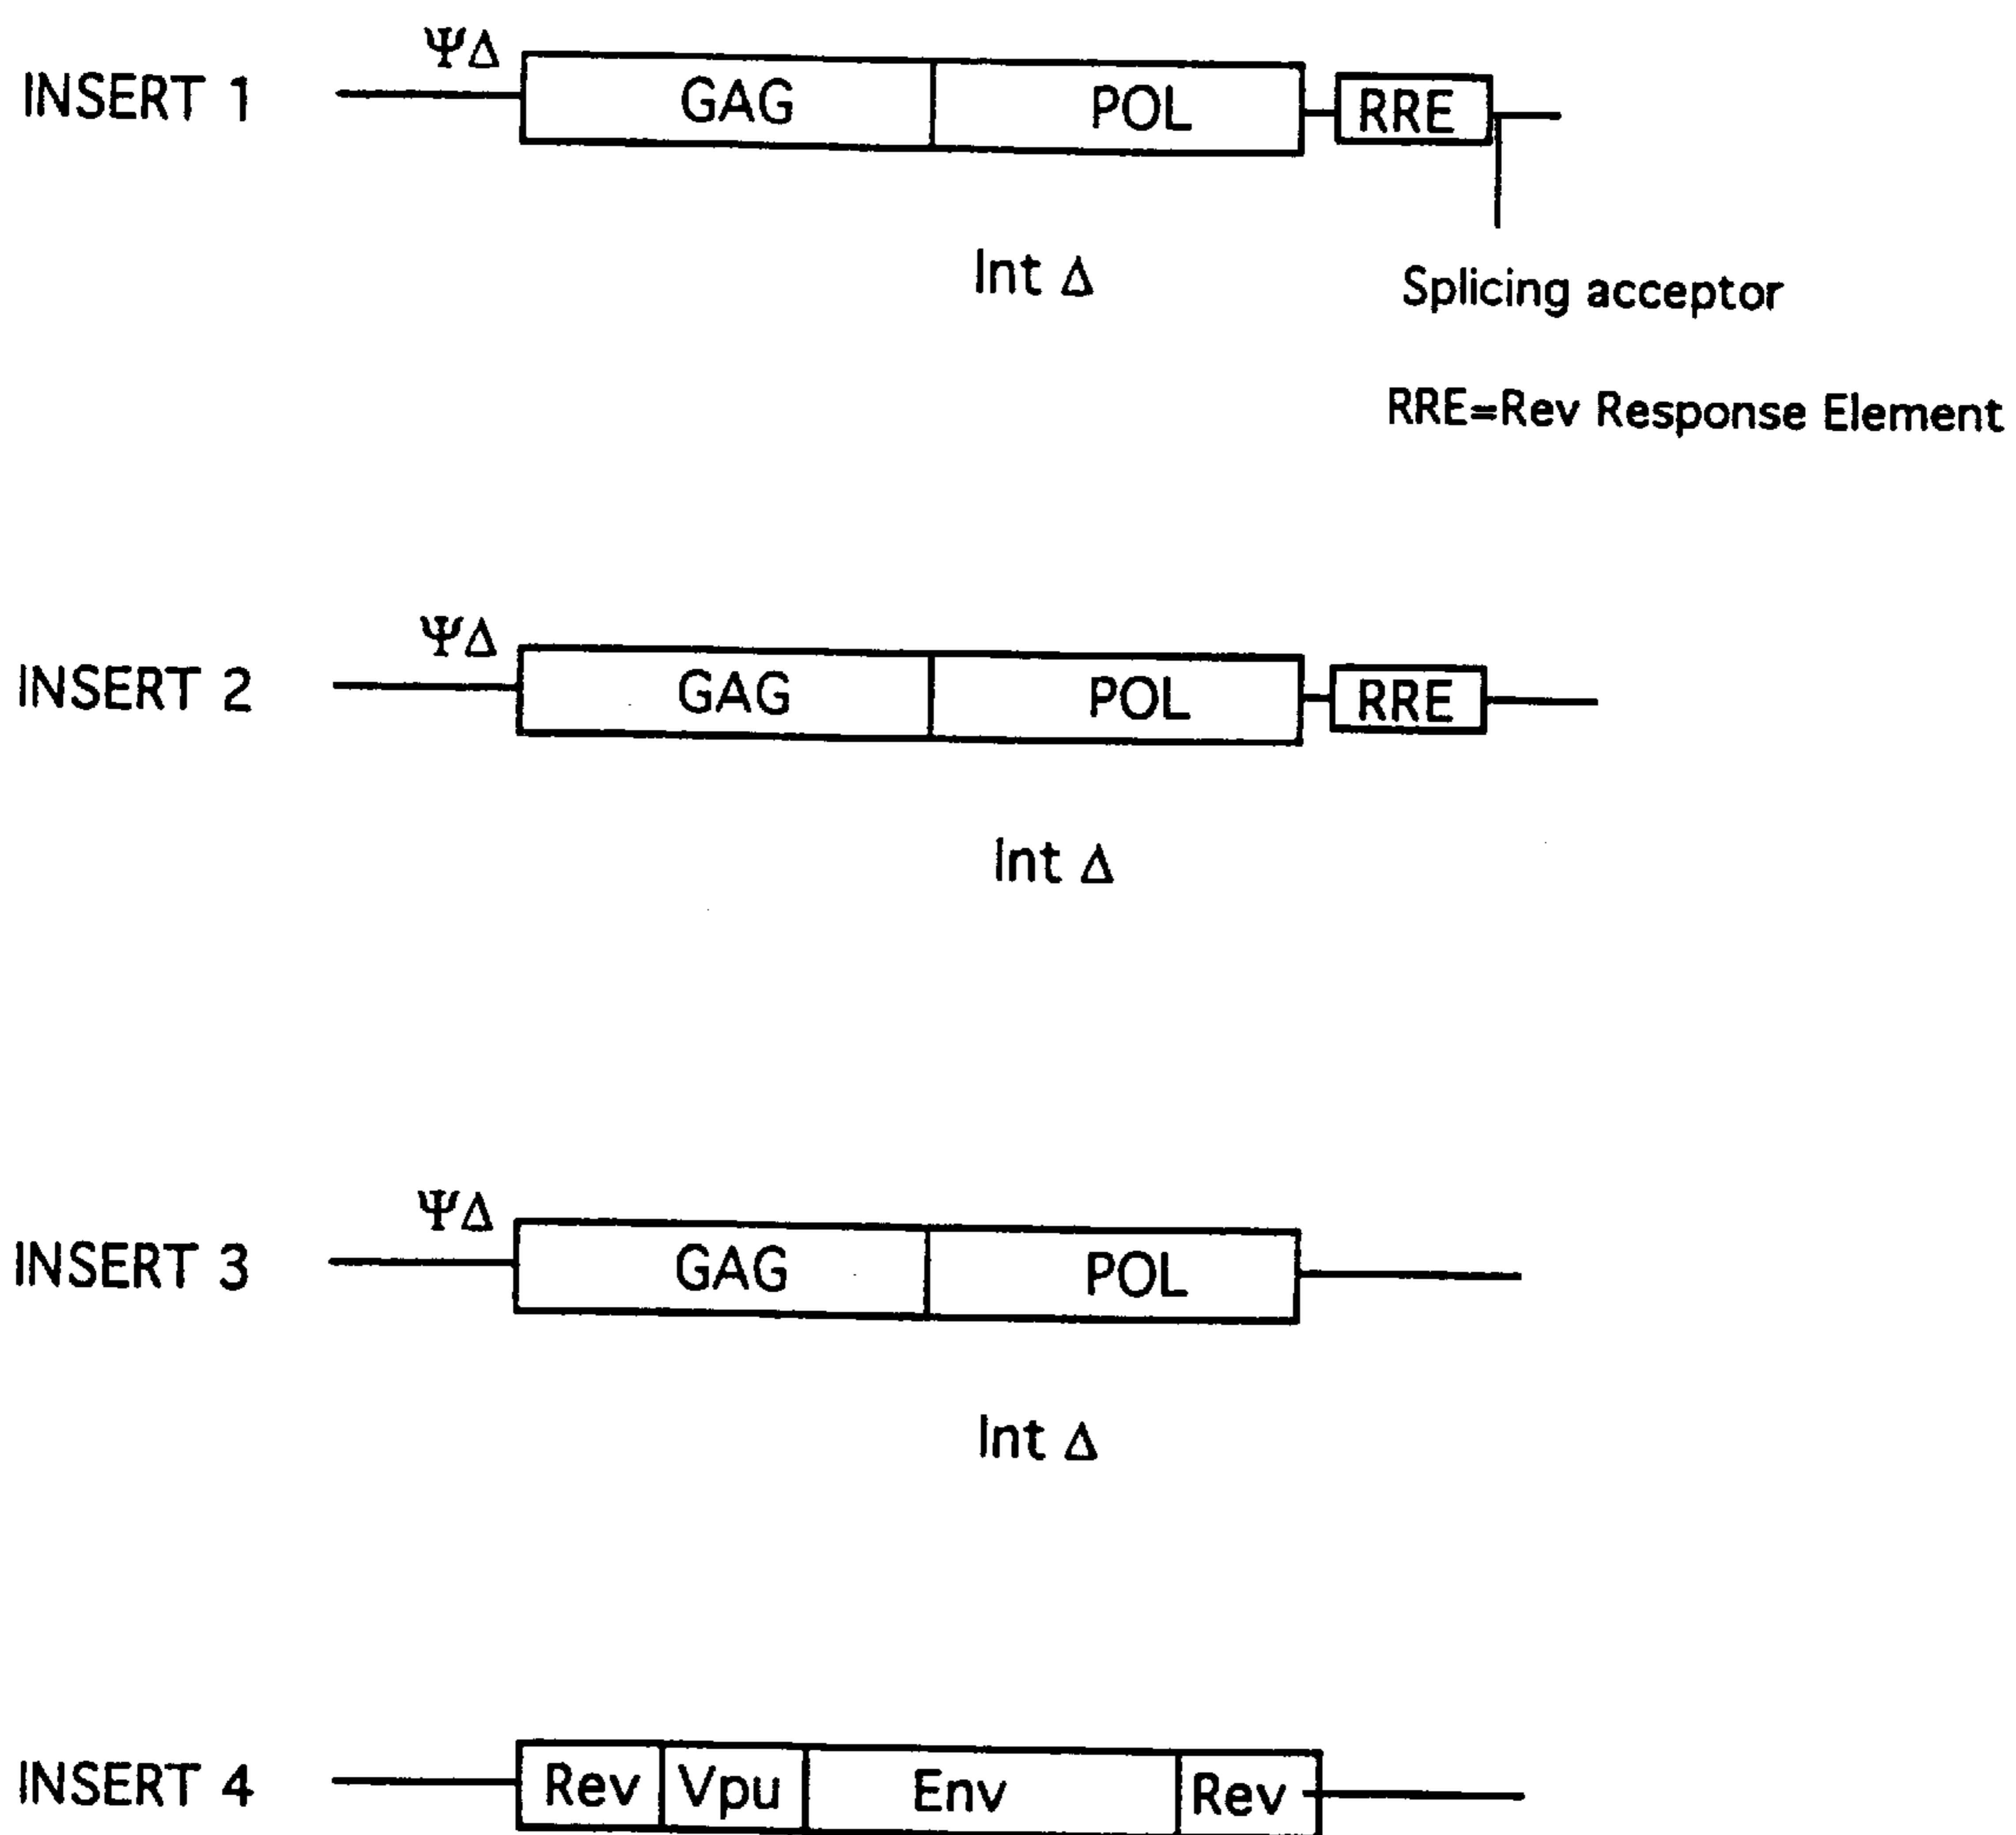 ΨΔ
INSERT 1 GAG POL RRE
Int Δ
Splicing acceptor
RRE=Rev Response Element
ΨΔ
INSERT 2 GAG POL RRE
Int Δ
ΨΔ
INSERT 3 GAG POL
Int Δ
INSERT 4 Rev Vpu Env Rev